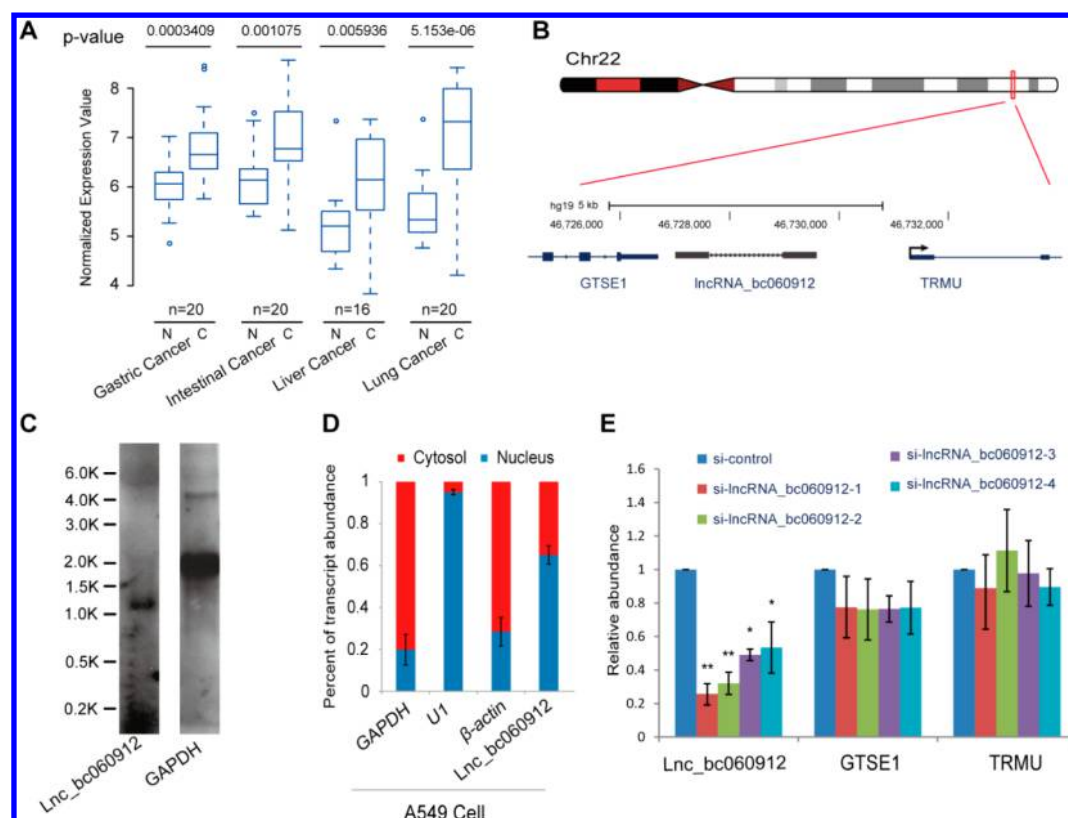 A
p-value
0.0003409 0.001075 0.005936 5.153e-06
Normalized Expression Value
8
7
6
5
4
n=20 n=20 n=16 n=20
N C N C N C N C
Gastric Cancer
Intestinal Cancer
Liver Cancer
Lung Cancer
B
Chr22
hg19 5 kb
46,726,000 46,728,000 46,730,000 46,732,000
GTSE1 lncRNA_bc060912 TRMU
C
6.0K
4.0K
3.0K
2.0K
1.5K
1.0K
0.5K
0.2K
Lnc_bc060912
GAPDH
D
Cytosol Nucleus
Percent of transcript abundance
1
0.8
0.6
0.4
0.2
0
GAPDH
U1
β-actin
Lnc_bc060912
A549 Cell
E
si-control
si-lncRNA_bc060912-1
si-lncRNA_bc060912-2
si-lncRNA_bc060912-3
si-lncRNA_bc060912-4
Relative abundance
1.6
1.4
1.2
1
0.8
0.6
0.4
0.2
0
** ** * *
Lnc_bc060912 GTSE1 TRMU